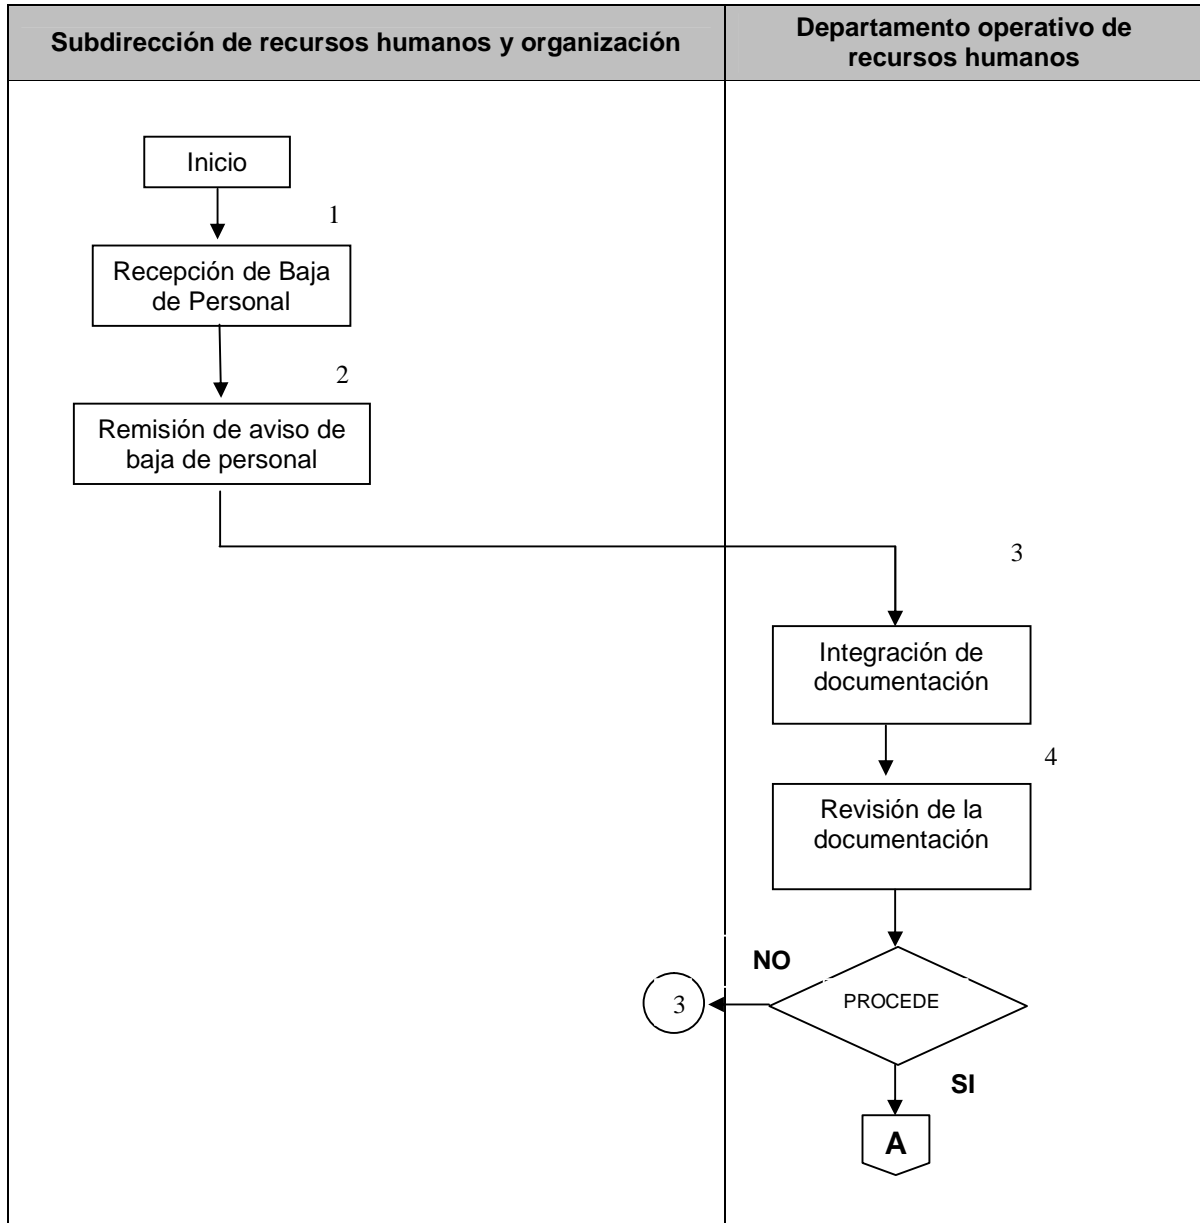 Subdirección de recursos humanos y organización
Departamento operativo de
recursos humanos
Inicio
1
Recepción de Baja
de Personal
2
Remisión de aviso de
baja de personal
3
Integración de
documentación
4
Revisión de la
documentación
NO
3
PROCEDE
SI
A